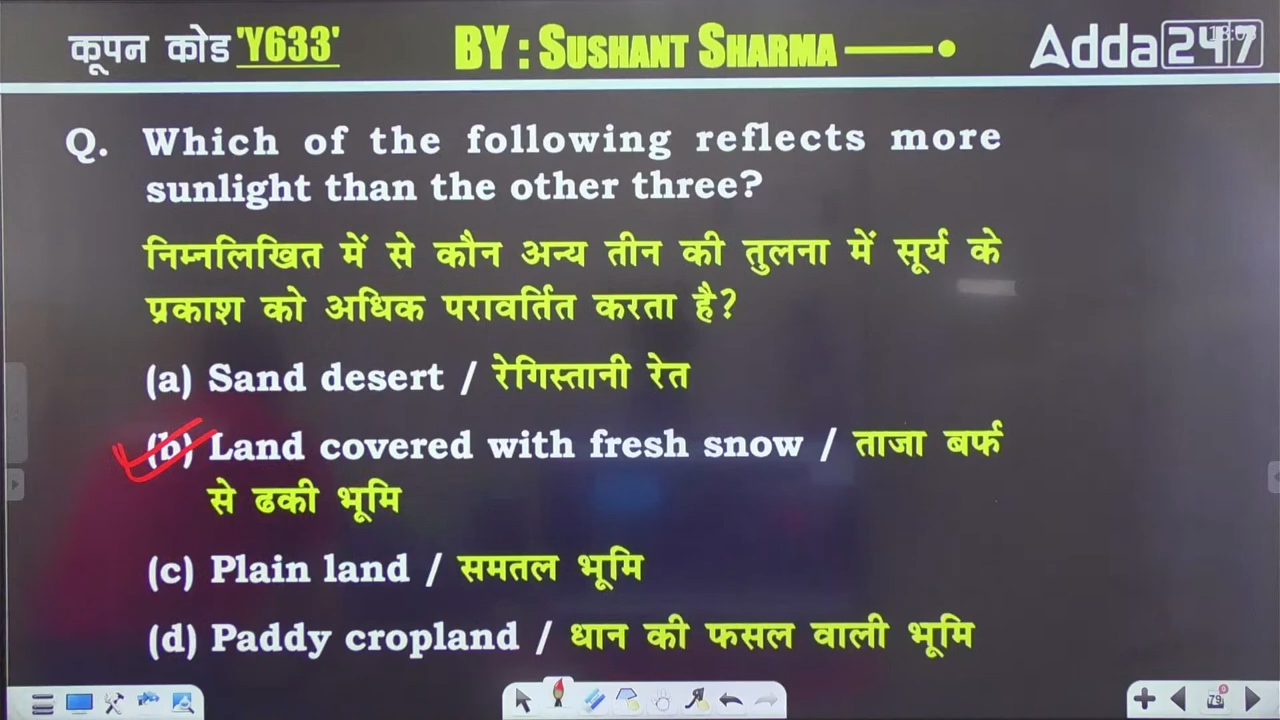 कूपन कोड 'Y633' BY : SUSHANT SHARMA Adda247
Q. Which of the following reflects more
sunlight than the other three?
निम्नलिखित में से कौन अन्य तीन की तुलना में सूर्य के
प्रकाश को अधिक परावर्तित करता है?
(a) Sand desert / रेगिस्तानी रेत
(b) Land covered with fresh snow / ताजा बर्फ
से ढकी भूमि
(c) Plain land / समतल भूमि
(d) Paddy cropland / धान की फसल वाली भूमि
79